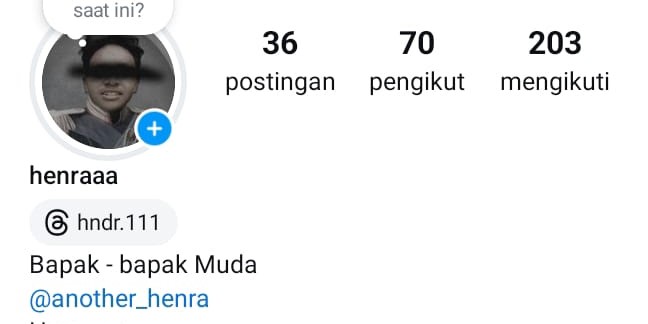 saat ini?
36 70 203
postingan pengikut mengikuti
henraaa
hndr.111
Bapak - bapak Muda
@another_henra